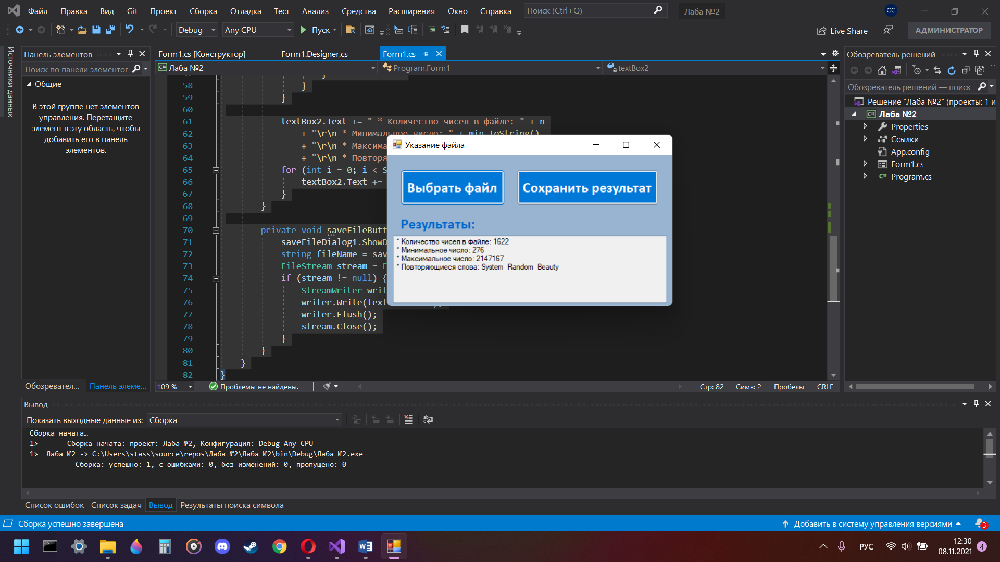 Файл Правка Вид Git Проект Сборка Отладка Тест Анализ Средства Расширения Окно Справка Поиск (Ctrl+Q) Лаба №2 CC
Debug Any CPU Пуск Live Share АДМИНИСТРАТОР
Источники данных
Панель элементов
Поиск по панели элементов
Общие
В этой группе нет элементов
управления. Перетащите
элемент в эту область, чтобы
добавить его в панель
элементов.
Обозревател... Панель элеме...
Form1.cs [Конструктор] Form1.Designer.cs Form1.cs
C# Лаба №2 Program.Form1 textBox2
57 }
58 }
59 }
60
61 textBox2.Text += " * Количество чисел в файле: " + n
62 + "\r\n * Минимальное число: " + min.ToString()
63 + "\r\n * Максима
64 + "\r\n * Повторя
65 for (int i = 0; i < S
66 textBox2.Text +=
67 }
68 }
69
70 private void saveFileButt
71 saveFileDialog1.ShowD
72 string fileName = sav
73 FileStream stream = F
74 if (stream != null) {
75 StreamWriter writ
76 writer.Write(text
77 writer.Flush();
78 stream.Close();
79 }
80 }
81 }
82 }
109 % Проблемы не найдены. Стр: 82 Симв: 2 Пробелы CRLF
Указание файла
Выбрать файл Сохранить результат
Результаты:
* Количество чисел в файле: 1622
* Минимальное число: 276
* Максимальное число: 2147167
* Повторяющиеся слова: System Random Beauty
Обозреватель решений
Обозреватель решений — поиск
Решение "Лаба №2" (проекты: 1 и
C# Лаба №2
Properties
Ссылки
App.config
Form1.cs
C# Program.cs
Вывод
Показать выходные данные из: Сборка
Сборка начата…
1>------ Сборка начата: проект: Лаба №2, Конфигурация: Debug Any CPU ------
1> Лаба №2 -> C:\Users\stass\source\repos\Лаба №2\Лаба №2\bin\Debug\Лаба №2.exe
========== Сборка: успешно: 1, с ошибками: 0, без изменений: 0, пропущено: 0 ==========
Список ошибок Список задач Вывод Результаты поиска символа
Сборка успешно завершена Добавить в систему управления версиями 3
РУС 12:30
08.11.2021 4